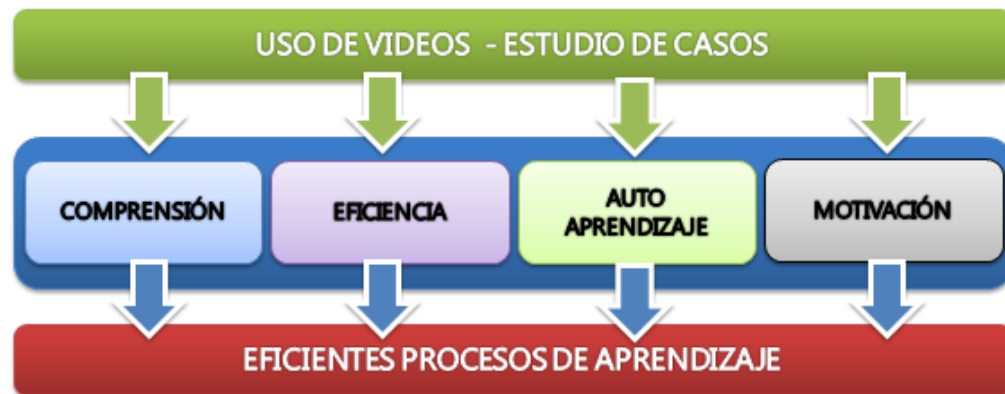 USO DE VIDEOS - ESTUDIO DE CASOS
COMPRENSIÓN
EFICIENCIA
AUTO
APRENDIZAJE
MOTIVACIÓN
EFICIENTES PROCESOS DE APRENDIZAJE